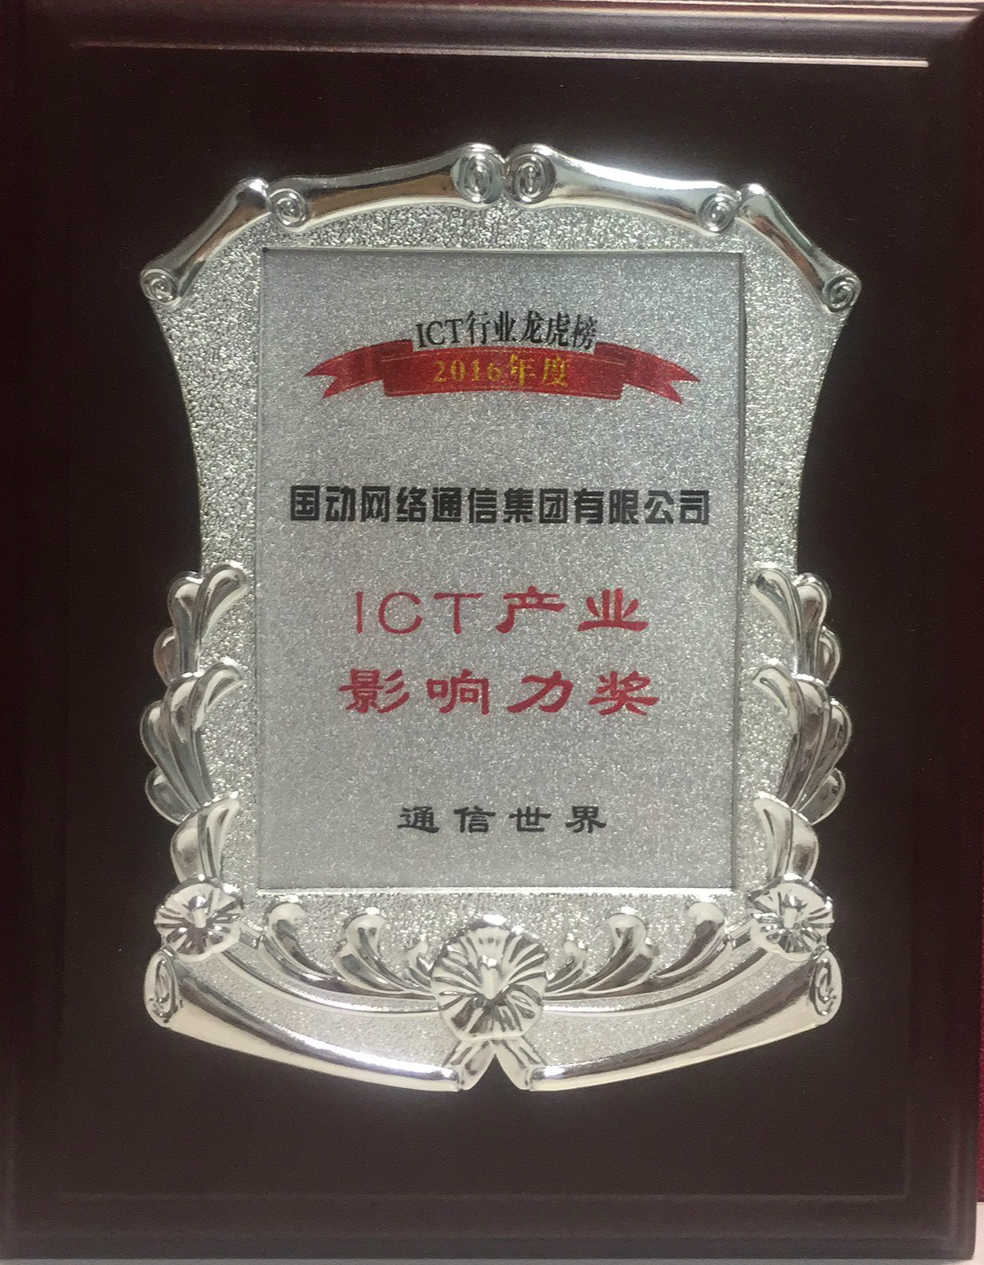 ICT行业龙虎榜
2016年度
国动网络通信集团有限公司
ICT产业
影响力奖
通信世界